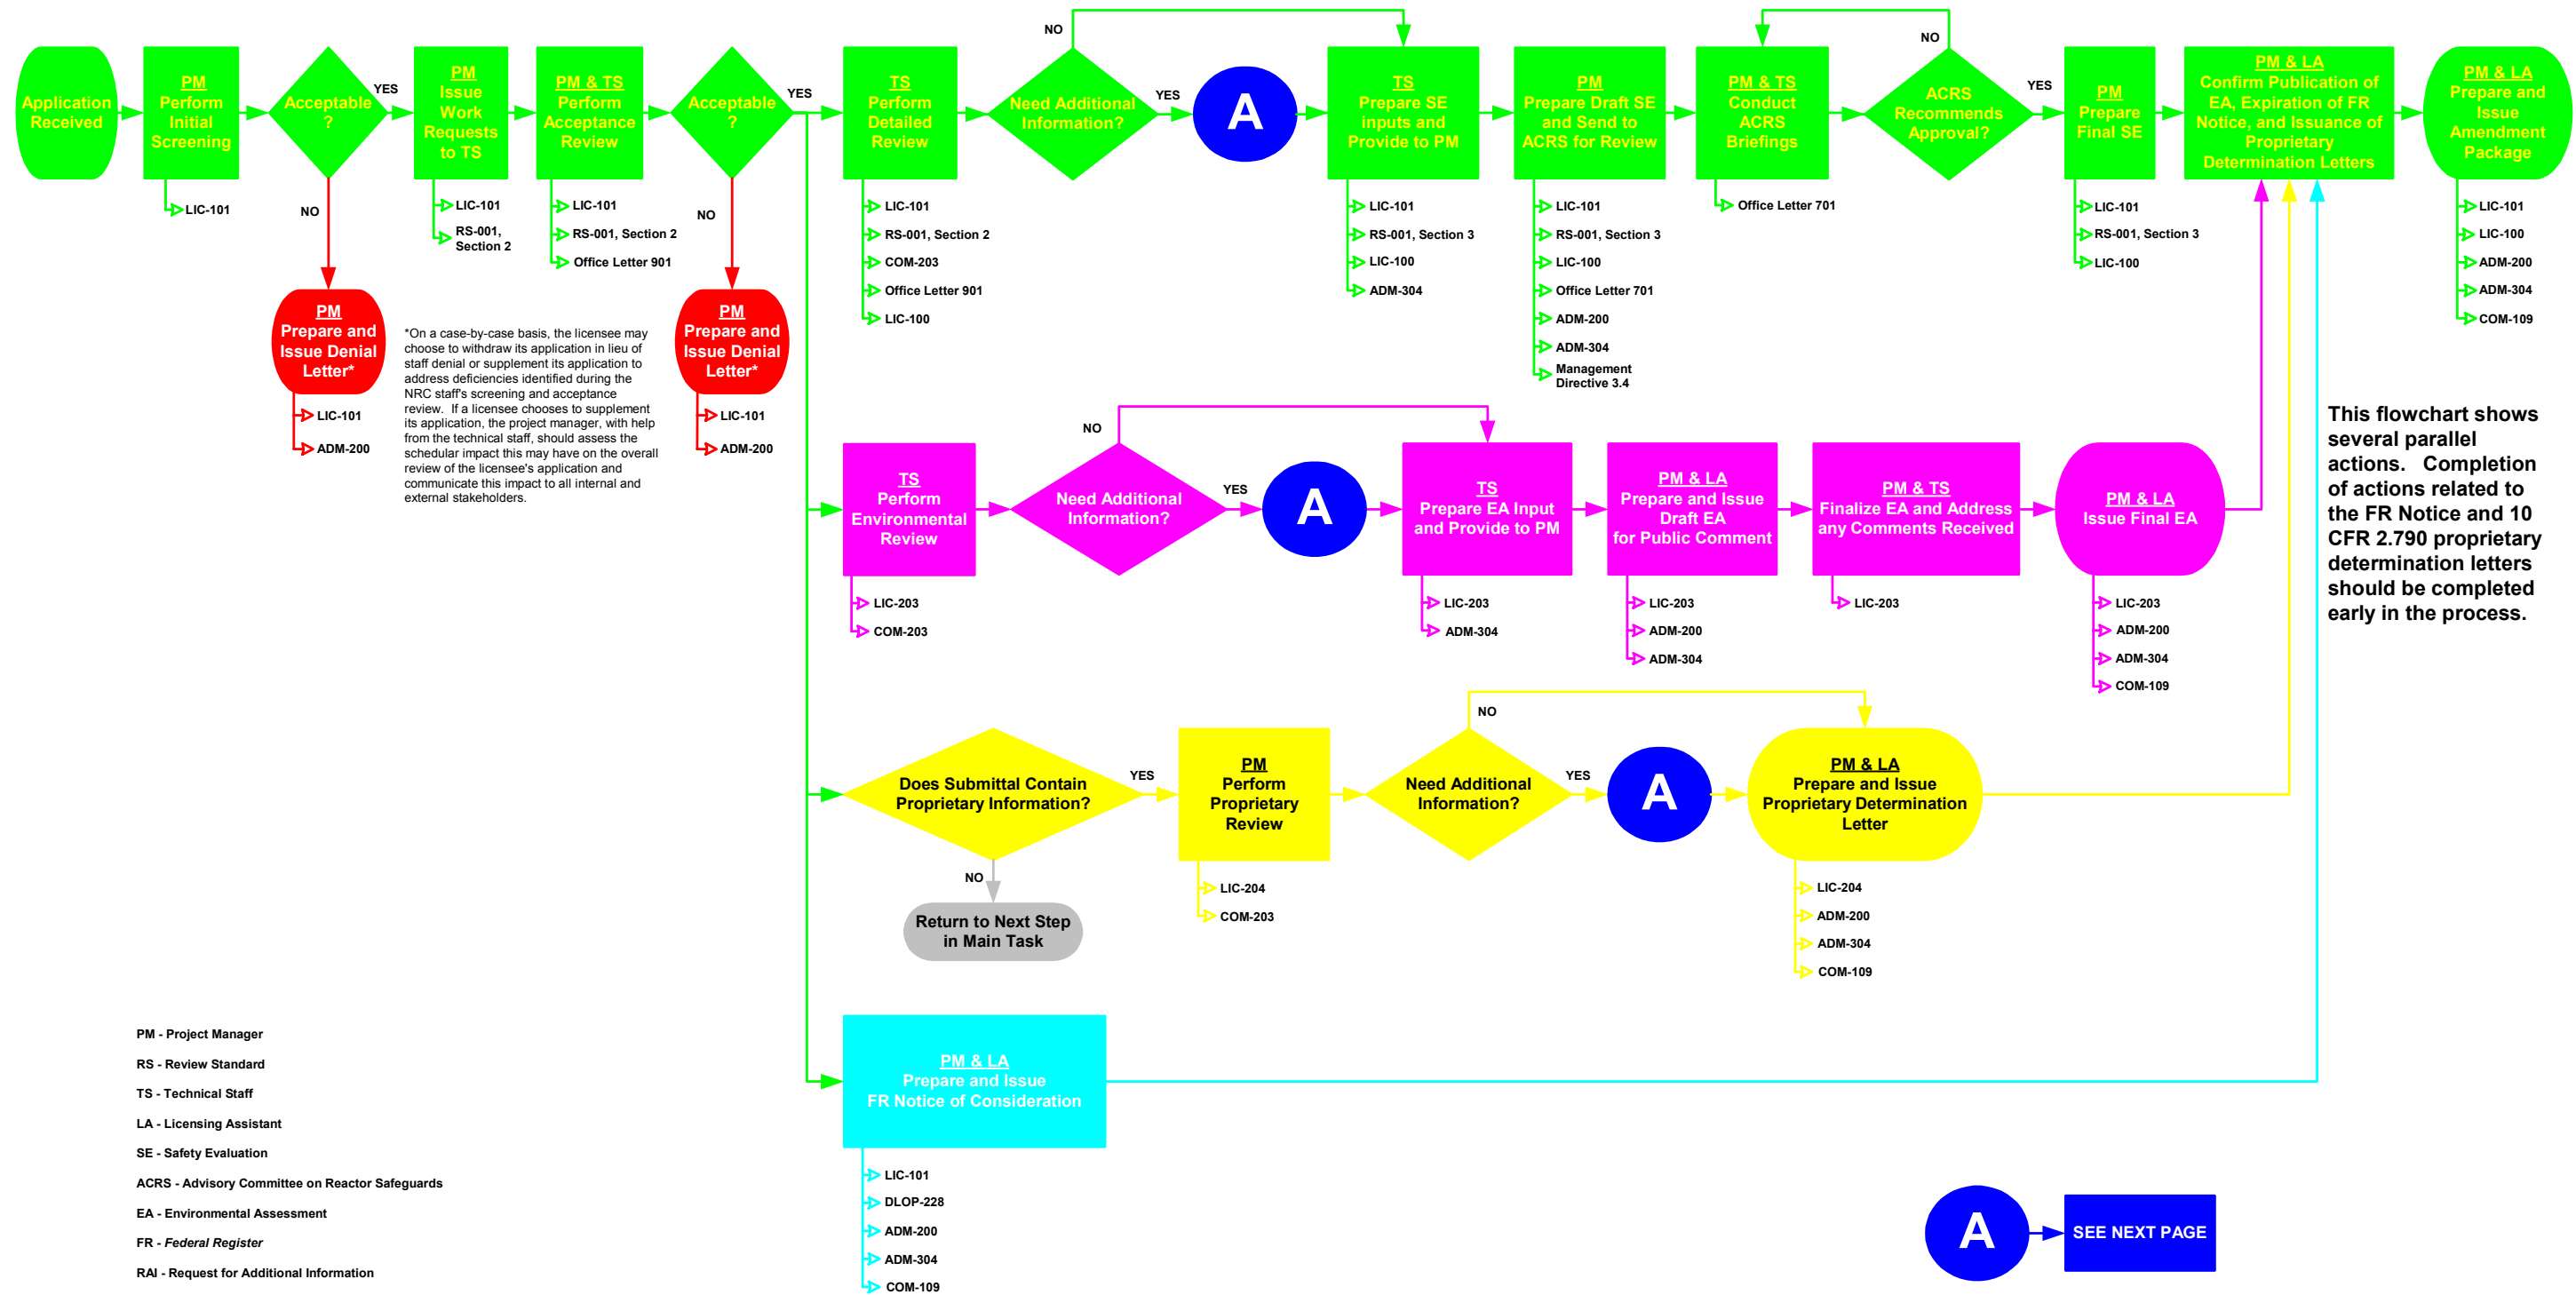 Application
Received
PM
Perform
Initial
Screening
LIC-101
Acceptable
?
YES
NO
PM
Prepare and
Issue Denial
Letter*
LIC-101
ADM-200
PM
Issue
Work
Requests
to TS
LIC-101
RS-001,
Section 2
PM & TS
Perform
Acceptance
Review
LIC-101
RS-001, Section 2
Office Letter 901
Acceptable
?
YES
NO
PM
Prepare and
Issue Denial
Letter*
LIC-101
ADM-200
*On a case-by-case basis, the licensee may
choose to withdraw its application in lieu of
staff denial or supplement its application to
address deficiencies identified during the
NRC staff's screening and acceptance
review. If a licensee chooses to supplement
its application, the project manager, with help
from the technical staff, should assess the
schedular impact this may have on the overall
review of the licensee's application and
communicate this impact to all internal and
external stakeholders.
TS
Perform
Detailed
Review
LIC-101
RS-001, Section 2
COM-203
Office Letter 901
LIC-100
Need Additional
Information?
NO
YES
A
TS
Prepare SE
inputs and
Provide to PM
LIC-101
RS-001, Section 3
LIC-100
ADM-304
PM
Prepare Draft SE
and Send to
ACRS for Review
LIC-101
RS-001, Section 3
LIC-100
Office Letter 701
ADM-200
ADM-304
Management
Directive 3.4
PM & TS
Conduct
ACRS
Briefings
Office Letter 701
ACRS
Recommends
Approval?
NO
YES
PM
Prepare
Final SE
LIC-101
RS-001, Section 3
LIC-100
PM & LA
Confirm Publication of
EA, Expiration of FR
Notice, and Issuance of
Proprietary
Determination Letters
PM & LA
Prepare and
Issue
Amendment
Package
LIC-101
LIC-100
ADM-200
ADM-304
COM-109
This flowchart shows
several parallel
actions. Completion
of actions related to
the FR Notice and 10
CFR 2.790 proprietary
determination letters
should be completed
early in the process.
TS
Perform
Environmental
Review
LIC-203
COM-203
Need Additional
Information?
NO
YES
A
TS
Prepare EA Input
and Provide to PM
LIC-203
ADM-304
PM & LA
Prepare and Issue
Draft EA
for Public Comment
LIC-203
ADM-200
ADM-304
PM & TS
Finalize EA and Address
any Comments Received
LIC-203
PM & LA
Issue Final EA
LIC-203
ADM-200
ADM-304
COM-109
Does Submittal Contain
Proprietary Information?
YES
NO
Return to Next Step
in Main Task
PM
Perform
Proprietary
Review
LIC-204
COM-203
Need Additional
Information?
NO
YES
A
PM & LA
Prepare and Issue
Proprietary Determination
Letter
LIC-204
ADM-200
ADM-304
COM-109
PM & LA
Prepare and Issue
FR Notice of Consideration
LIC-101
DLOP-228
ADM-200
ADM-304
COM-109
PM - Project Manager
RS - Review Standard
TS - Technical Staff
LA - Licensing Assistant
SE - Safety Evaluation
ACRS - Advisory Committee on Reactor Safeguards
EA - Environmental Assessment
FR - Federal Register
RAI - Request for Additional Information
A
SEE NEXT PAGE